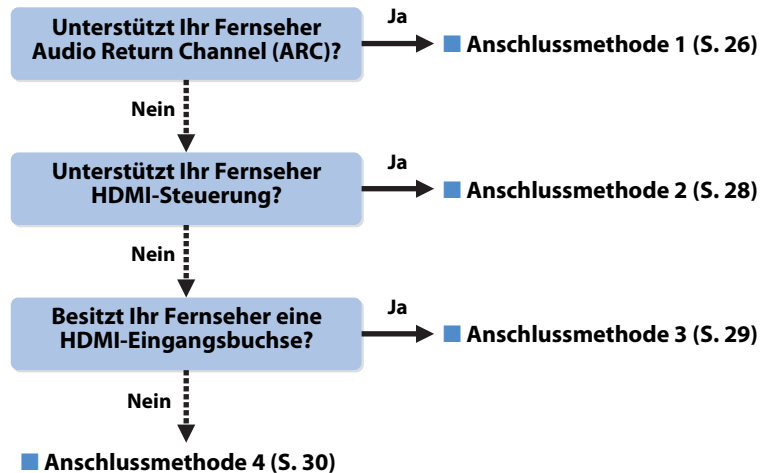 Unterstützt Ihr Fernseher
Audio Return Channel (ARC)?
Ja
Anschlussmethode 1 (S. 26)
Nein
Unterstützt Ihr Fernseher
HDMI-Steuerung?
Ja
Anschlussmethode 2 (S. 28)
Nein
Besitzt Ihr Fernseher eine
HDMI-Eingangsbuchse?
Ja
Anschlussmethode 3 (S. 29)
Nein
Anschlussmethode 4 (S. 30)